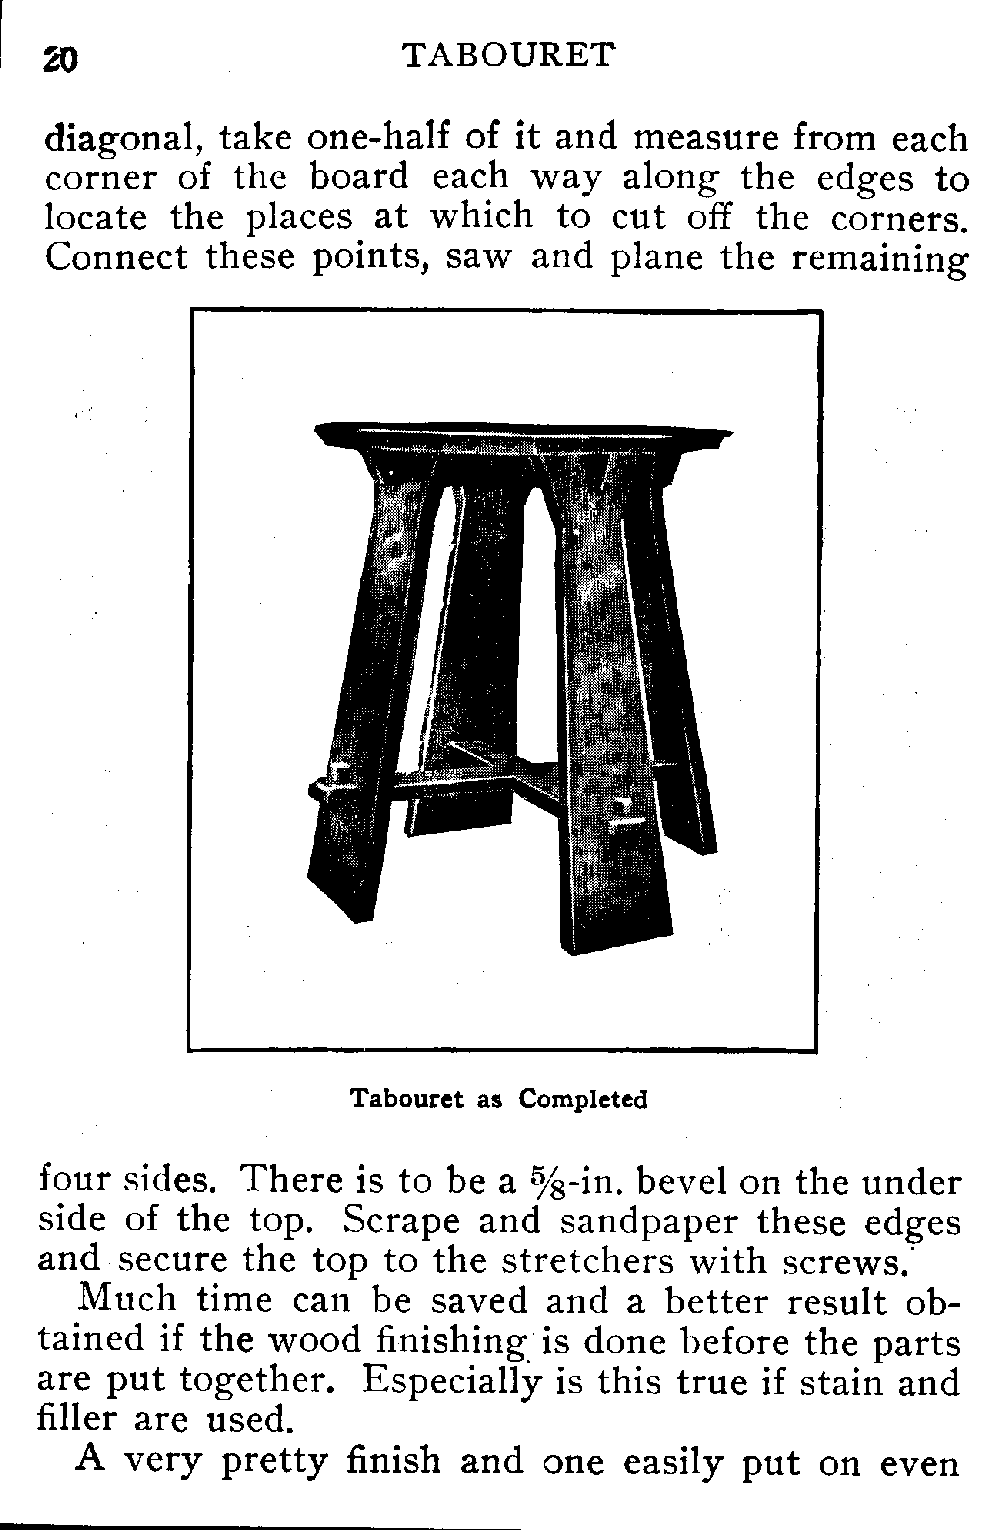 20 TABOURET
diagonal, take one-half of it and measure from each
corner of the board each way along the edges to
locate the places at which to cut off the corners.
Connect these points, saw and plane the remaining
Tabouret as Completed
four sides. There is to be a ⅝-in. bevel on the under
side of the top. Scrape and sandpaper these edges
and secure the top to the stretchers with screws.
Much time can be saved and a better result ob-
tained if the wood finishing is done before the parts
are put together. Especially is this true if stain and
filler are used.
A very pretty finish and one easily put on even